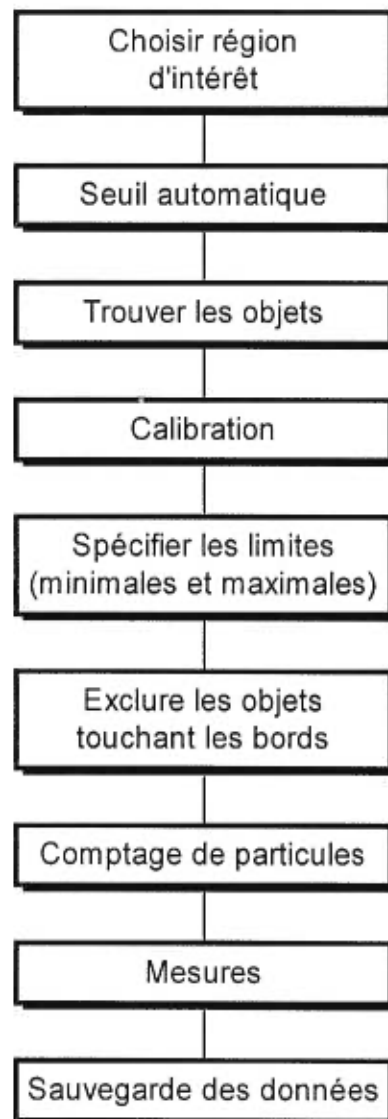 Choisir région
d'intérêt
Seuil automatique
Trouver les objets
Calibration
Spécifier les limites
(minimales et maximales)
Exclure les objets
touchant les bords
Comptage de particules
Mesures
Sauvegarde des données